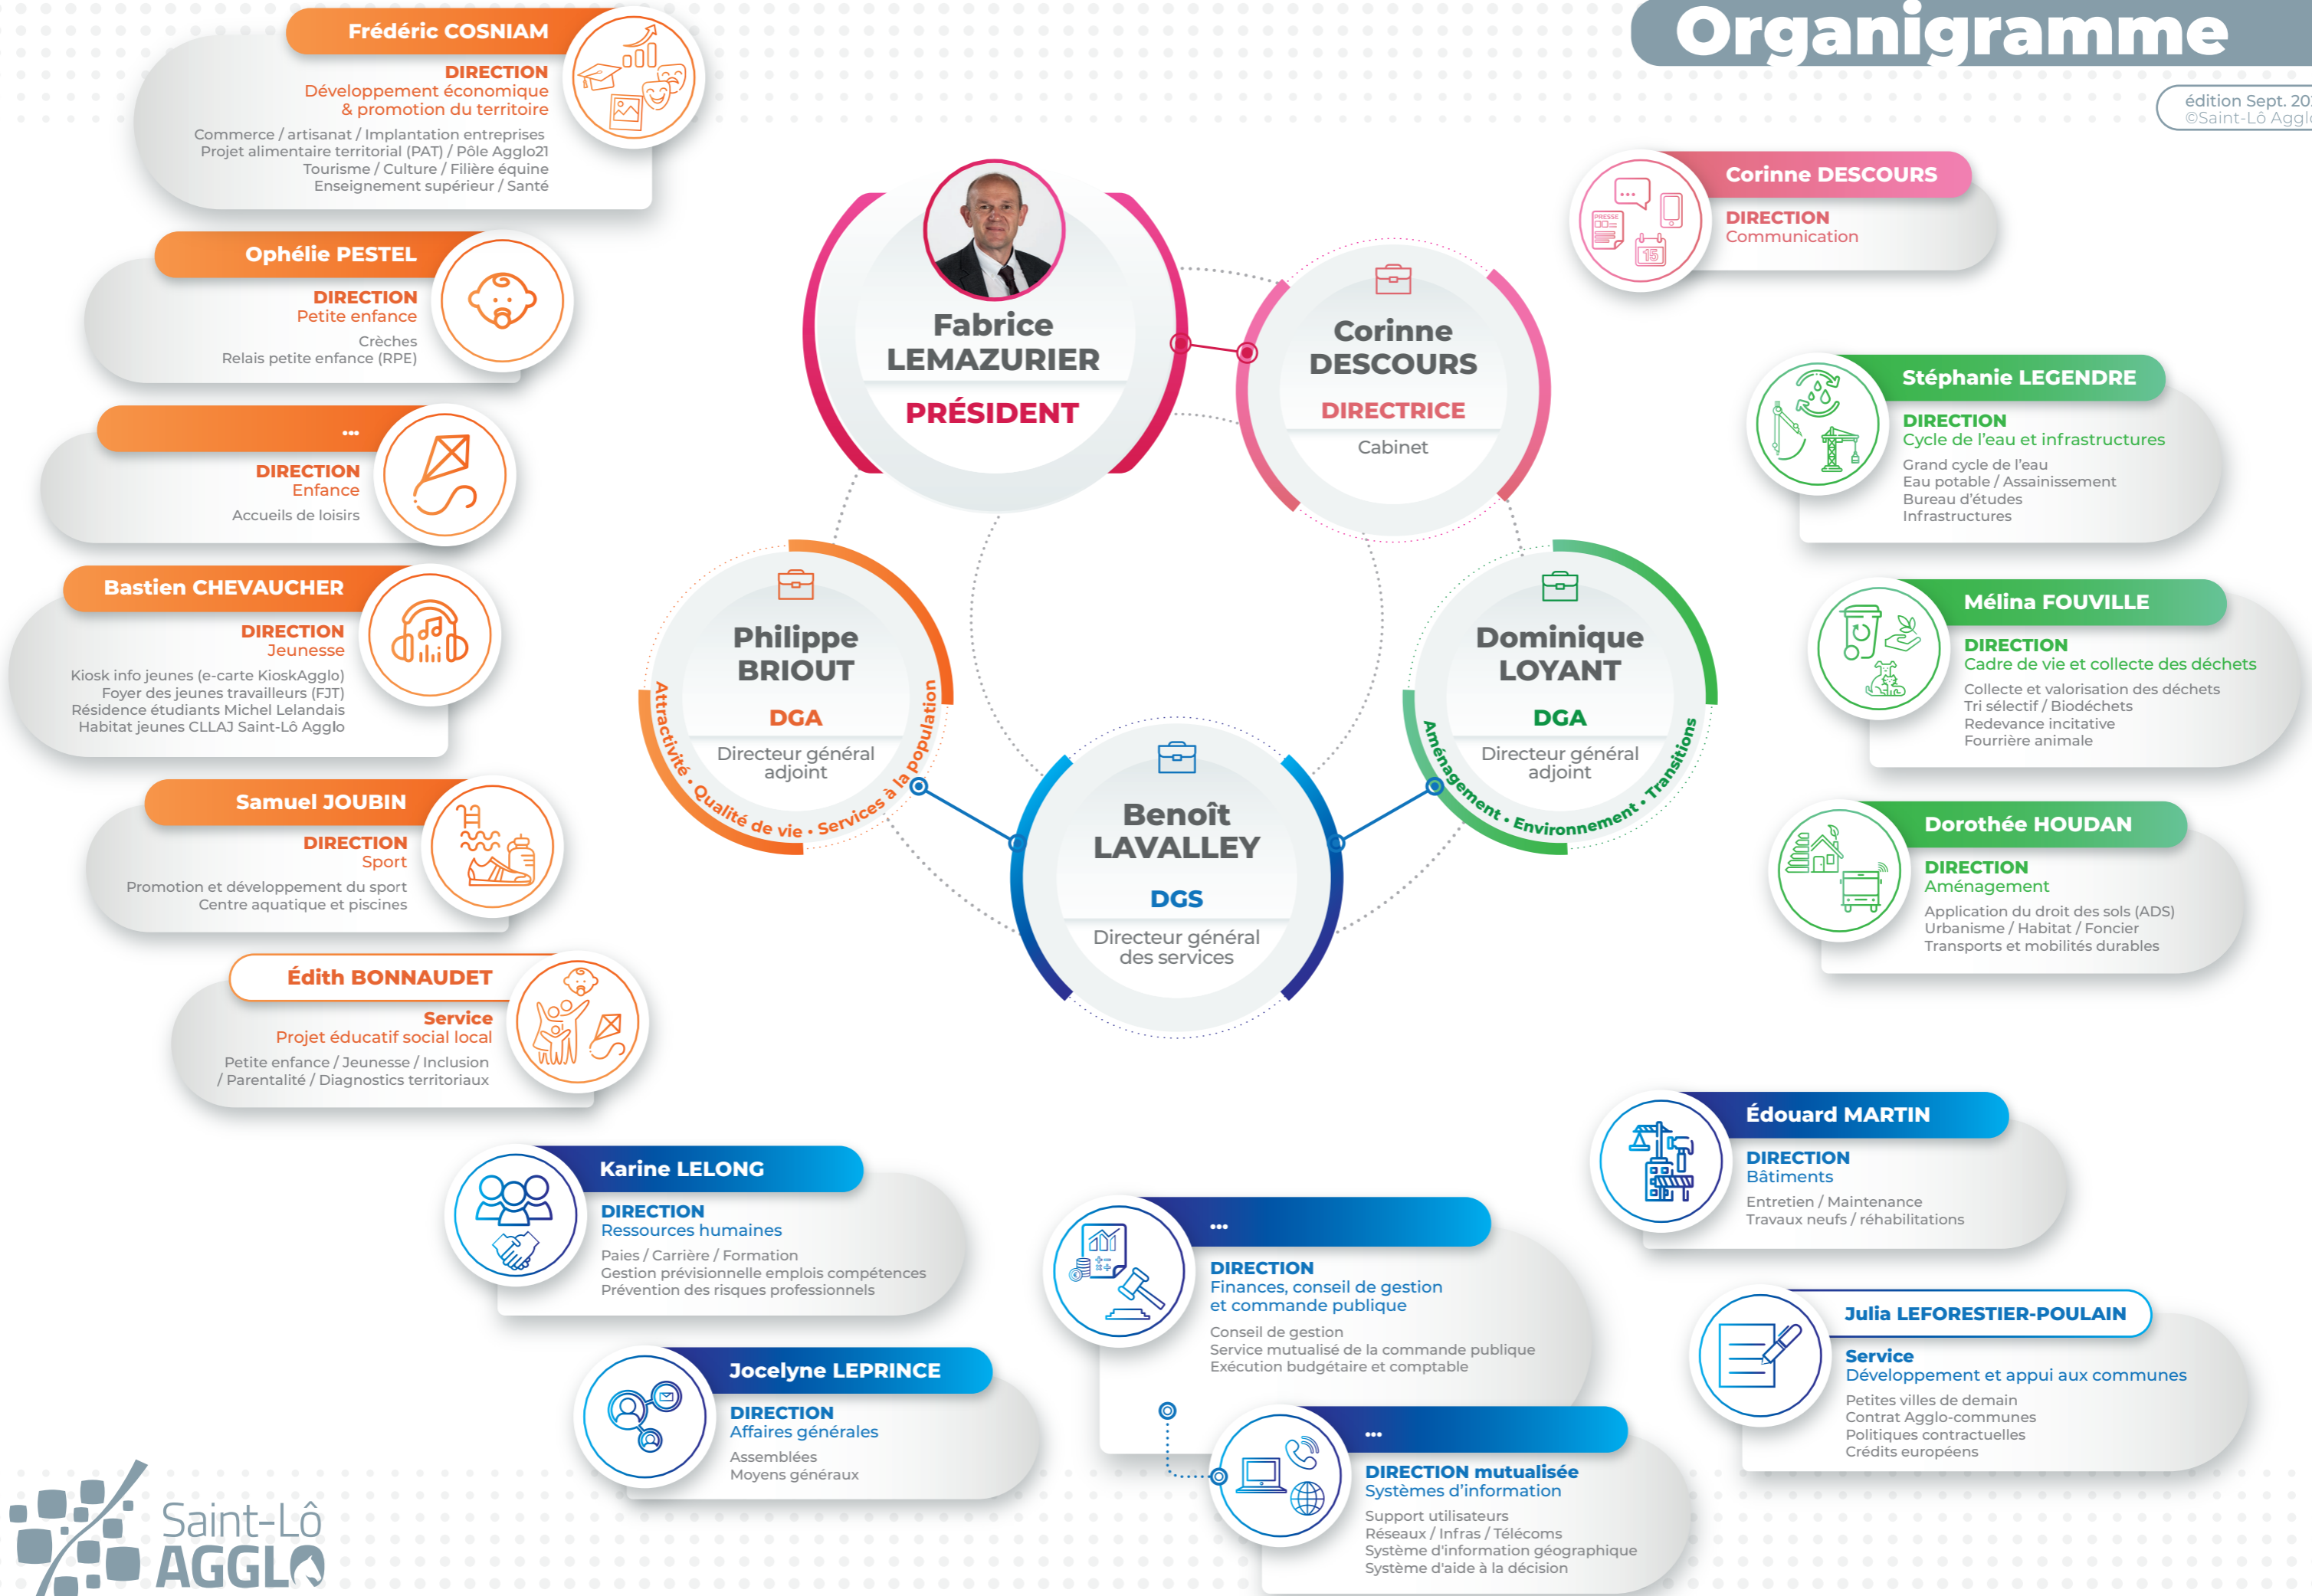 Organigramme
édition Sept. 20
©Saint-Lô Agglo
Frédéric COSNIAM
DIRECTION
Développement économique
& promotion du territoire
Commerce / artisanat / Implantation entreprises
Projet alimentaire territorial (PAT) / Pôle Agglo21
Tourisme / Culture / Filière équine
Enseignement supérieur / Santé
Ophélie PESTEL
DIRECTION
Petite enfance
Crèches
Relais petite enfance (RPE)
...
DIRECTION
Enfance
Accueils de loisirs
Bastien CHEVAUCHER
DIRECTION
Jeunesse
Kiosk info jeunes (e-carte KioskAgglo)
Foyer des jeunes travailleurs (FJT)
Résidence étudiants Michel Lelandais
Habitat jeunes CLLAJ Saint-Lô Agglo
Samuel JOUBIN
DIRECTION
Sport
Promotion et développement du sport
Centre aquatique et piscines
Édith BONNAUDET
Service
Projet éducatif social local
Petite enfance / Jeunesse / Inclusion
/ Parentalité / Diagnostics territoriaux
Fabrice
LEMAZURIER
PRÉSIDENT
Corinne
DESCOURS
DIRECTRICE
Cabinet
Philippe
BRIOUT
DGA
Directeur général
adjoint
Attractivité • Qualité de vie • Services à la population
Dominique
LOYANT
DGA
Directeur général
adjoint
Aménagement • Environnement • Transitions
Benoît
LAVALLEY
DGS
Directeur général
des services
Corinne DESCOURS
DIRECTION
Communication
PRESSE
15
Stéphanie LEGENDRE
DIRECTION
Cycle de l'eau et infrastructures
Grand cycle de l'eau
Eau potable / Assainissement
Bureau d'études
Infrastructures
Mélina FOUVILLE
DIRECTION
Cadre de vie et collecte des déchets
Collecte et valorisation des déchets
Tri sélectif / Biodéchets
Redevance incitative
Fourrière animale
Dorothée HOUDAN
DIRECTION
Aménagement
Application du droit des sols (ADS)
Urbanisme / Habitat / Foncier
Transports et mobilités durables
Karine LELONG
DIRECTION
Ressources humaines
Paies / Carrière / Formation
Gestion prévisionnelle emplois compétences
Prévention des risques professionnels
Jocelyne LEPRINCE
DIRECTION
Affaires générales
Assemblées
Moyens généraux
...
DIRECTION
Finances, conseil de gestion
et commande publique
Conseil de gestion
Service mutualisé de la commande publique
Exécution budgétaire et comptable
...
DIRECTION mutualisée
Systèmes d'information
Support utilisateurs
Réseaux / Infras / Télécoms
Système d'information géographique
Système d'aide à la décision
Édouard MARTIN
DIRECTION
Bâtiments
Entretien / Maintenance
Travaux neufs / réhabilitations
Julia LEFORESTIER-POULAIN
Service
Développement et appui aux communes
Petites villes de demain
Contrat Agglo-communes
Politiques contractuelles
Crédits européens
Saint-Lô
AGGLO